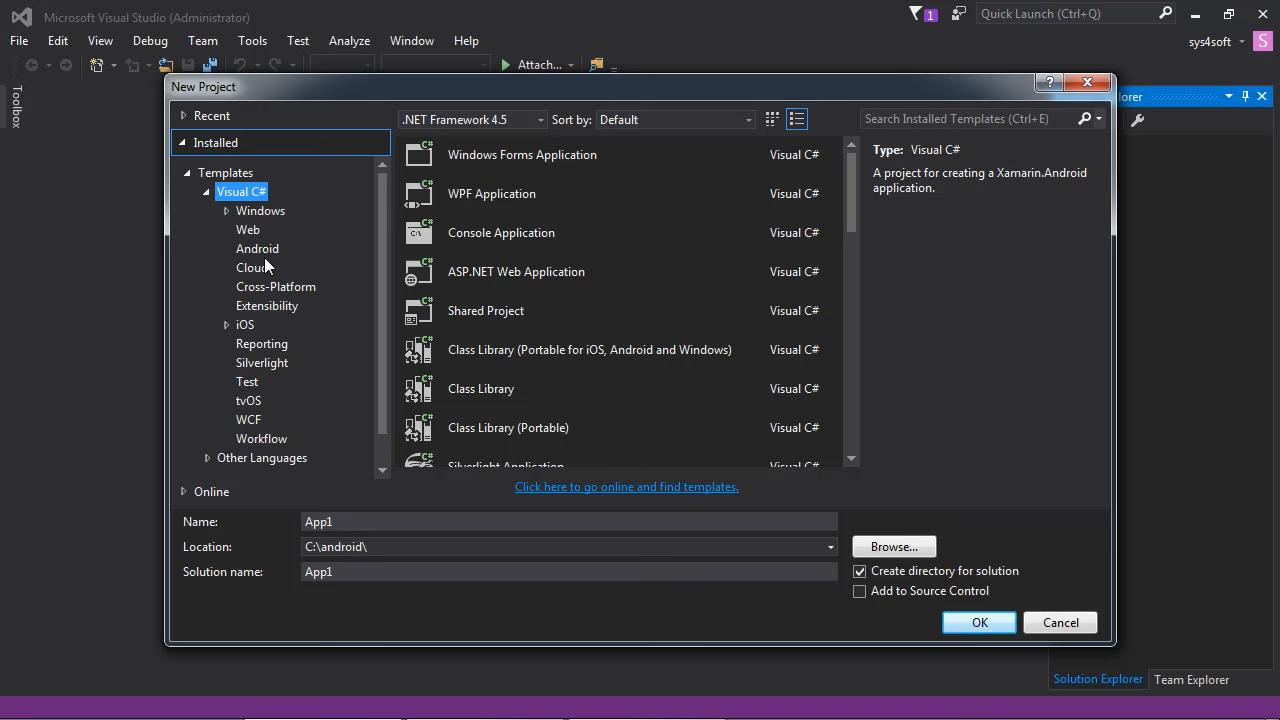 Microsoft Visual Studio (Administrator)
1
Quick Launch (Ctrl+Q)
File Edit View Debug Team Tools Test Analyze Window Help
sys4soft S
Attach...
Toolbox
New Project
?
lorer
Recent
.NET Framework 4.5 Sort by: Default
Search Installed Templates (Ctrl+E)
Installed
Templates
Visual C#
Windows
Web
Android
Cloud
Cross-Platform
Extensibility
iOS
Reporting
Silverlight
Test
tvOS
WCF
Workflow
Other Languages
Online
Windows Forms Application Visual C#
WPF Application Visual C#
Console Application Visual C#
ASP.NET Web Application Visual C#
Shared Project Visual C#
Class Library (Portable for iOS, Android and Windows) Visual C#
Class Library Visual C#
Class Library (Portable) Visual C#
Silverlight Application Visual C#
Type: Visual C#
A project for creating a Xamarin.Android
application.
Click here to go online and find templates.
Name: App1
Location: C:\android\
Browse...
Solution name: App1
Create directory for solution
Add to Source Control
OK Cancel
Solution Explorer Team Explorer